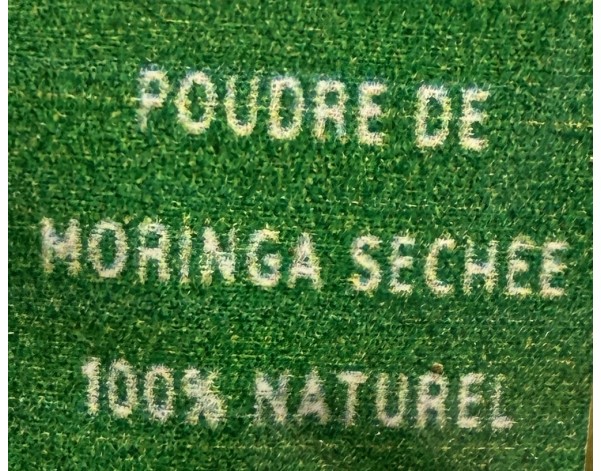 POUDRE DE
MORINGA SECHEE
100% NATUREL